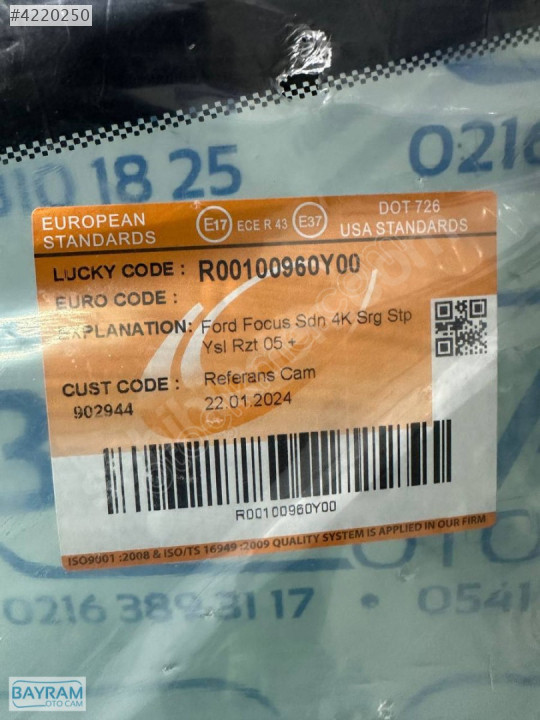 #4220250
310 18 25
0216
EUROPEAN STANDARDS
E17 ECE R 43 E37
DOT 726
USA STANDARDS
LUCKY CODE : R00100960Y00
EURO CODE :
EXPLANATION: Ford Focus Sdn 4K Srg Stp
Ysl Rzt 05 +
CUST CODE : Referans Cam
902944 22.01.2024
R00100960Y00
ISO9001 :2008 & ISO/TS 16949 :2009 QUALITY SYSTEM IS APPLIED IN OUR FIRM
OTO
0216 389 31 17 • 0541
BAYRAM
OTO CAM